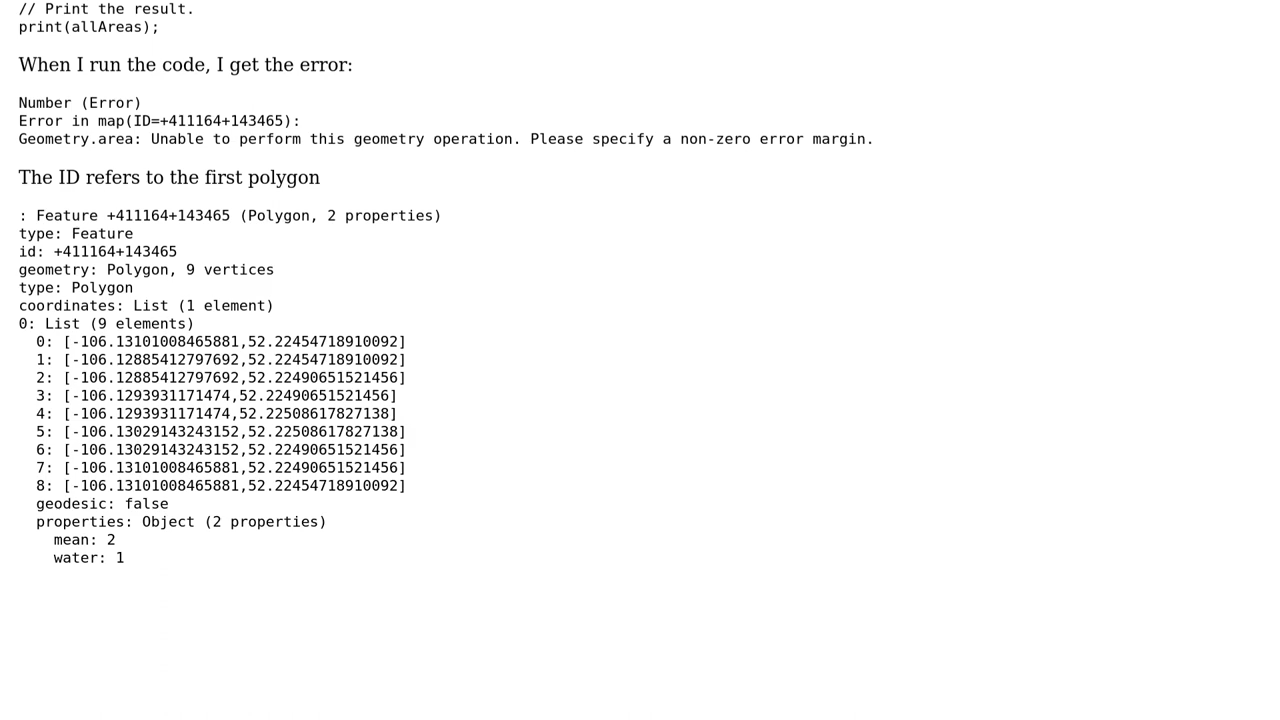 // Print the result.
print(allAreas);
When I run the code, I get the error:
Number (Error)
Error in map(ID=+411164+143465):
Geometry.area: Unable to perform this geometry operation. Please specify a non-zero error margin.
The ID refers to the first polygon
: Feature +411164+143465 (Polygon, 2 properties)
type: Feature
id: +411164+143465
geometry: Polygon, 9 vertices
type: Polygon
coordinates: List (1 element)
0: List (9 elements)
  0: [-106.13101008465881,52.22454718910092]
  1: [-106.12885412797692,52.22454718910092]
  2: [-106.12885412797692,52.22490651521456]
  3: [-106.1293931171474,52.22490651521456]
  4: [-106.1293931171474,52.22508617827138]
  5: [-106.13029143243152,52.22508617827138]
  6: [-106.13029143243152,52.22490651521456]
  7: [-106.13101008465881,52.22490651521456]
  8: [-106.13101008465881,52.22454718910092]
  geodesic: false
  properties: Object (2 properties)
    mean: 2
    water: 1